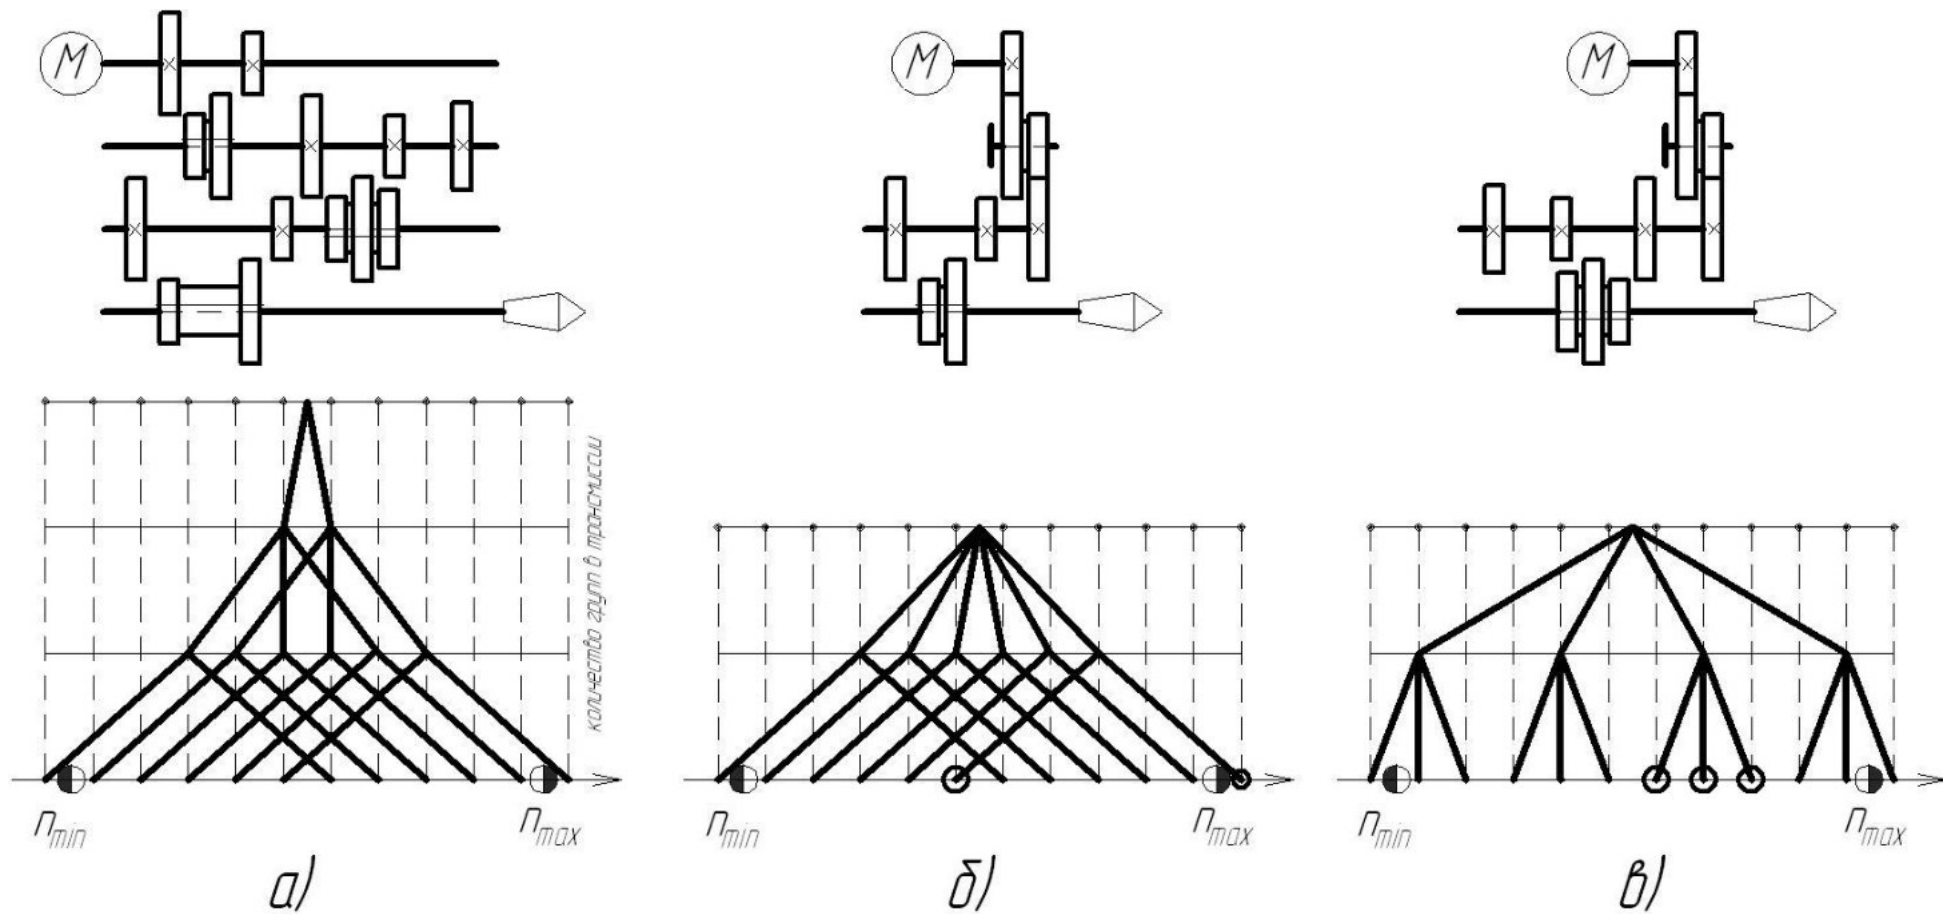 М
М
М
количество групп в трансмиссии
n_min
n_max
n_min
n_max
n_min
n_max
а)
б)
в)